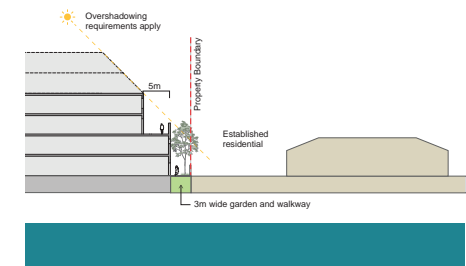 Overshadowing
requirements apply
Property Boundary
5m
Established
residential
3m wide garden and walkway